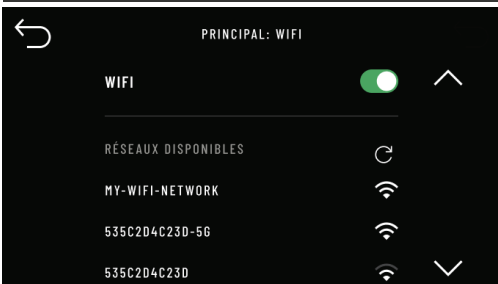 PRINCIPAL: WIFI
WIFI
RÉSEAUX DISPONIBLES
MY-WIFI-NETWORK
535C2D4C23D-5G
535C2D4C23D